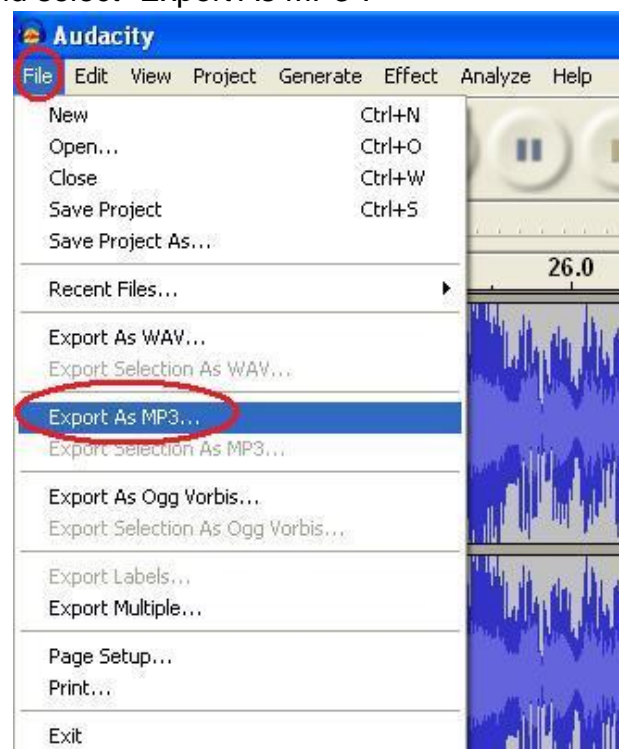 select "Export As MP3".
Audacity
File Edit View Project Generate Effect Analyze Help
New Ctrl+N
Open... Ctrl+O
Close Ctrl+W
Save Project Ctrl+S
Save Project As...
26.0
Recent Files...
Export As WAV...
Export Selection As WAV...
Export As MP3...
Export Selection As MP3...
Export As Ogg Vorbis...
Export Selection As Ogg Vorbis...
Export Labels...
Export Multiple...
Page Setup...
Print...
Exit